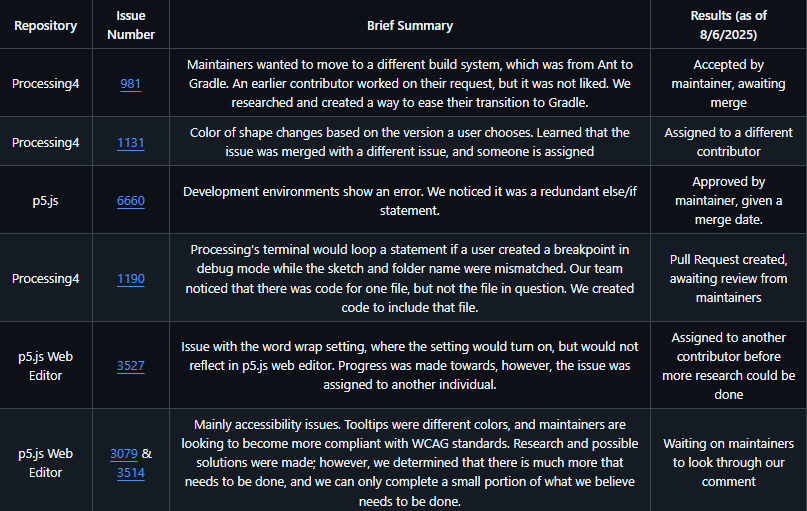 Repository
Issue
Number
Brief Summary
Results (as of
8/6/2025)
Processing4
981
Maintainers wanted to move to a different build system, which was from Ant to
Gradle. An earlier contributor worked on their request, but it was not liked. We
researched and created a way to ease their transition to Gradle.
Accepted by
maintainer, awaiting
merge
Processing4
1131
Color of shape changes based on the version a user chooses. Learned that the
issue was merged with a different issue, and someone is assigned
Assigned to a different
contributor
p5.js
6660
Development environments show an error. We noticed it was a redundant else/if
statement.
Approved by
maintainer, given a
merge date.
Processing4
1190
Processing's terminal would loop a statement if a user created a breakpoint in
debug mode while the sketch and folder name were mismatched. Our team
noticed that there was code for one file, but not the file in question. We created
code to include that file.
Pull Request created,
awaiting review from
maintainers
p5.js Web
Editor
3527
Issue with the word wrap setting, where the setting would turn on, but would not
reflect in p5.js web editor. Progress was made towards, however, the issue was
assigned to another individual.
Assigned to another
contributor before
more research could be
done
p5.js Web
Editor
3079 &
3514
Mainly accessibility issues. Tooltips were different colors, and maintainers are
looking to become more compliant with WCAG standards. Research and possible
solutions were made; however, we determined that there is much more that
needs to be done, and we can only complete a small portion of what we believe
needs to be done.
Waiting on maintainers
to look through our
comment